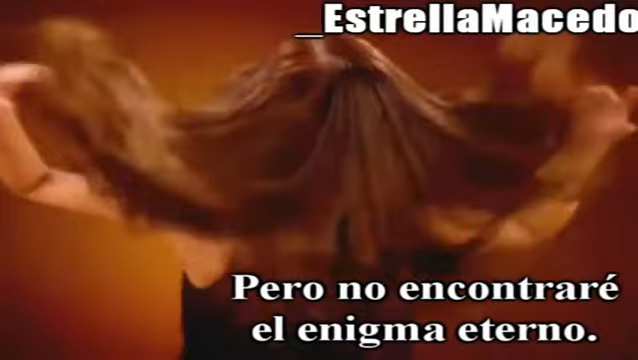 _EstrellaMacedo
Pero no encontraré
el enigma eterno.